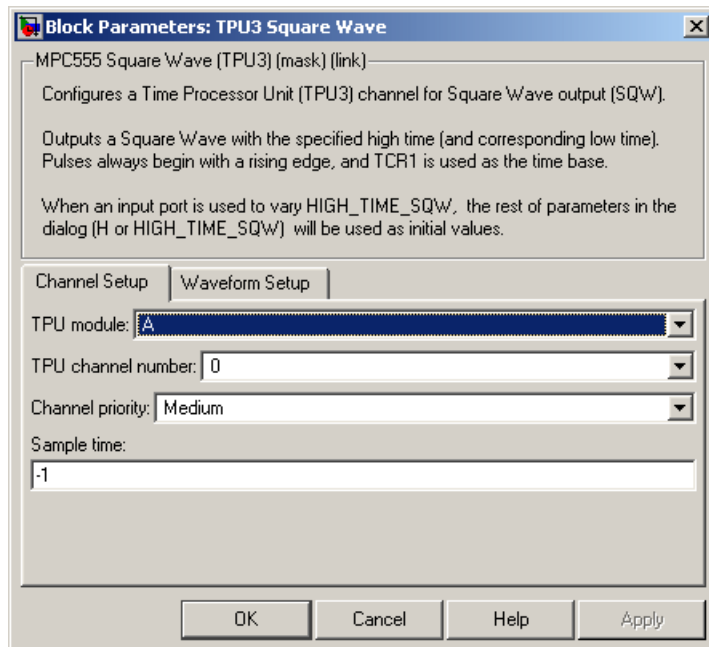 Block Parameters: TPU3 Square Wave
MPC555 Square Wave (TPU3) (mask) (link)
Configures a Time Processor Unit (TPU3) channel for Square Wave output (SQW).
Outputs a Square Wave with the specified high time (and corresponding low time).
Pulses always begin with a rising edge, and TCR1 is used as the time base.
When an input port is used to vary HIGH_TIME_SQW, the rest of parameters in the
dialog (H or HIGH_TIME_SQW) will be used as initial values.
Channel Setup Waveform Setup
TPU module: A
TPU channel number: 0
Channel priority: Medium
Sample time:
-1
OK Cancel Help Apply